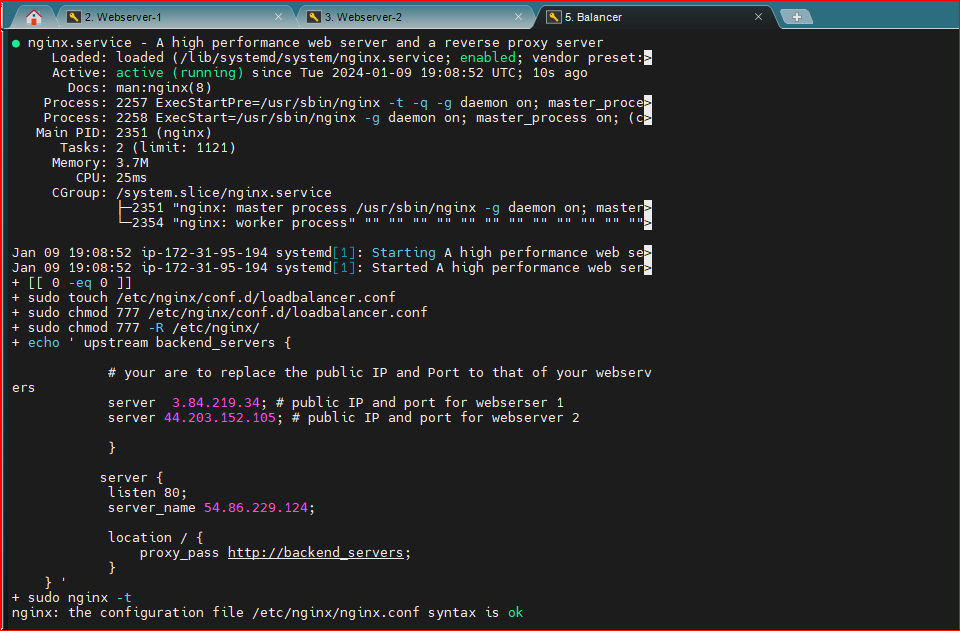 2. Webserver-1
3. Webserver-2
5. Balancer
● nginx.service - A high performance web server and a reverse proxy server
     Loaded: loaded (/lib/systemd/system/nginx.service; enabled; vendor preset:>
     Active: active (running) since Tue 2024-01-09 19:08:52 UTC; 10s ago
       Docs: man:nginx(8)
    Process: 2257 ExecStartPre=/usr/sbin/nginx -t -q -g daemon on; master_proce>
    Process: 2258 ExecStart=/usr/sbin/nginx -g daemon on; master_process on; (c>
   Main PID: 2351 (nginx)
      Tasks: 2 (limit: 1121)
     Memory: 3.7M
        CPU: 25ms
     CGroup: /system.slice/nginx.service
             ├─2351 "nginx: master process /usr/sbin/nginx -g daemon on; master>
             └─2354 "nginx: worker process" "" "" "" "" "" "" "" "" "" "" "" "">

Jan 09 19:08:52 ip-172-31-95-194 systemd[1]: Starting A high performance web se>
Jan 09 19:08:52 ip-172-31-95-194 systemd[1]: Started A high performance web ser>
+ [[ 0 -eq 0 ]]
+ sudo touch /etc/nginx/conf.d/loadbalancer.conf
+ sudo chmod 777 /etc/nginx/conf.d/loadbalancer.conf
+ sudo chmod 777 -R /etc/nginx/
+ echo ' upstream backend_servers {

            # your are to replace the public IP and Port to that of your webserv
ers
            server  3.84.219.34; # public IP and port for webserser 1
            server 44.203.152.105; # public IP and port for webserver 2

            }

           server {
            listen 80;
            server_name 54.86.229.124;

            location / {
                proxy_pass http://backend_servers;
            }
    } '
+ sudo nginx -t
nginx: the configuration file /etc/nginx/nginx.conf syntax is ok